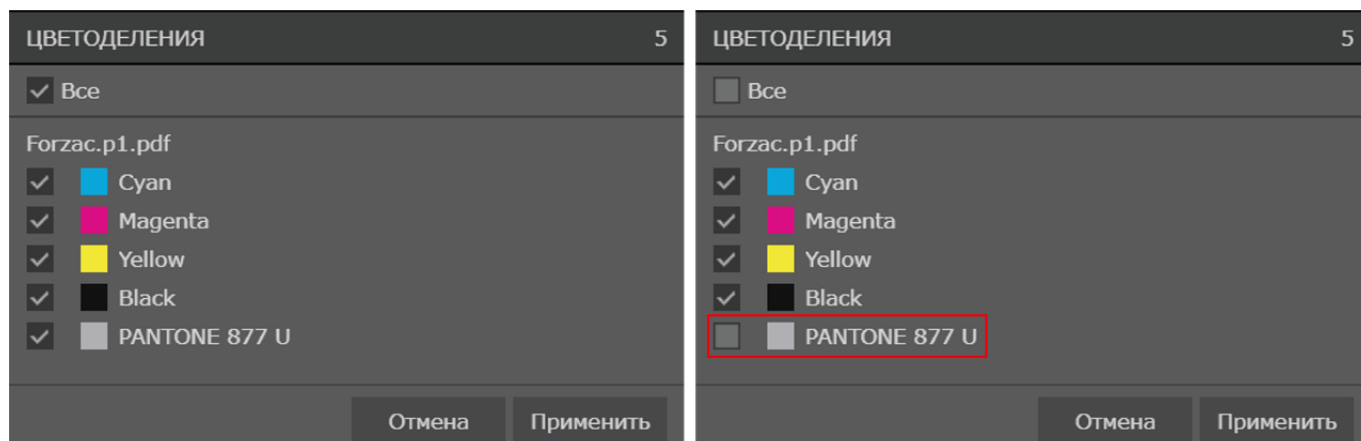 ЦВЕТОДЕЛЕНИЯ 5
Все
Forzac.p1.pdf
Cyan
Magenta
Yellow
Black
PANTONE 877 U
Отмена Применить
ЦВЕТОДЕЛЕНИЯ 5
Все
Forzac.p1.pdf
Cyan
Magenta
Yellow
Black
PANTONE 877 U
Отмена Применить